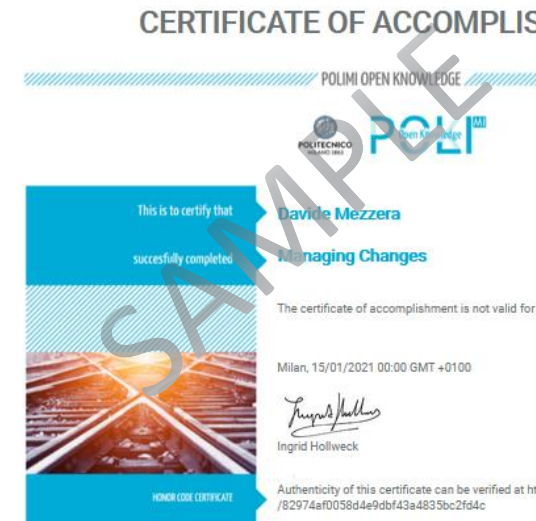 CERTIFICATE OF ACCOMPLIS
POLIMI OPEN KNOWLEDGE
POLITECNICO
MILANO 1863
POLI MI
Open Knowledge
This is to certify that
Davide Mezzera
succesfully completed
Managing Changes
The certificate of accomplishment is not valid for
Milan, 15/01/2021 00:00 GMT +0100
Ingrid Hollweck
HONOR CODE CERTIFICATE
Authenticity of this certificate can be verified at ht
/82974af0058d4e9dbf43a4835bc2fd4c
SAMPLE